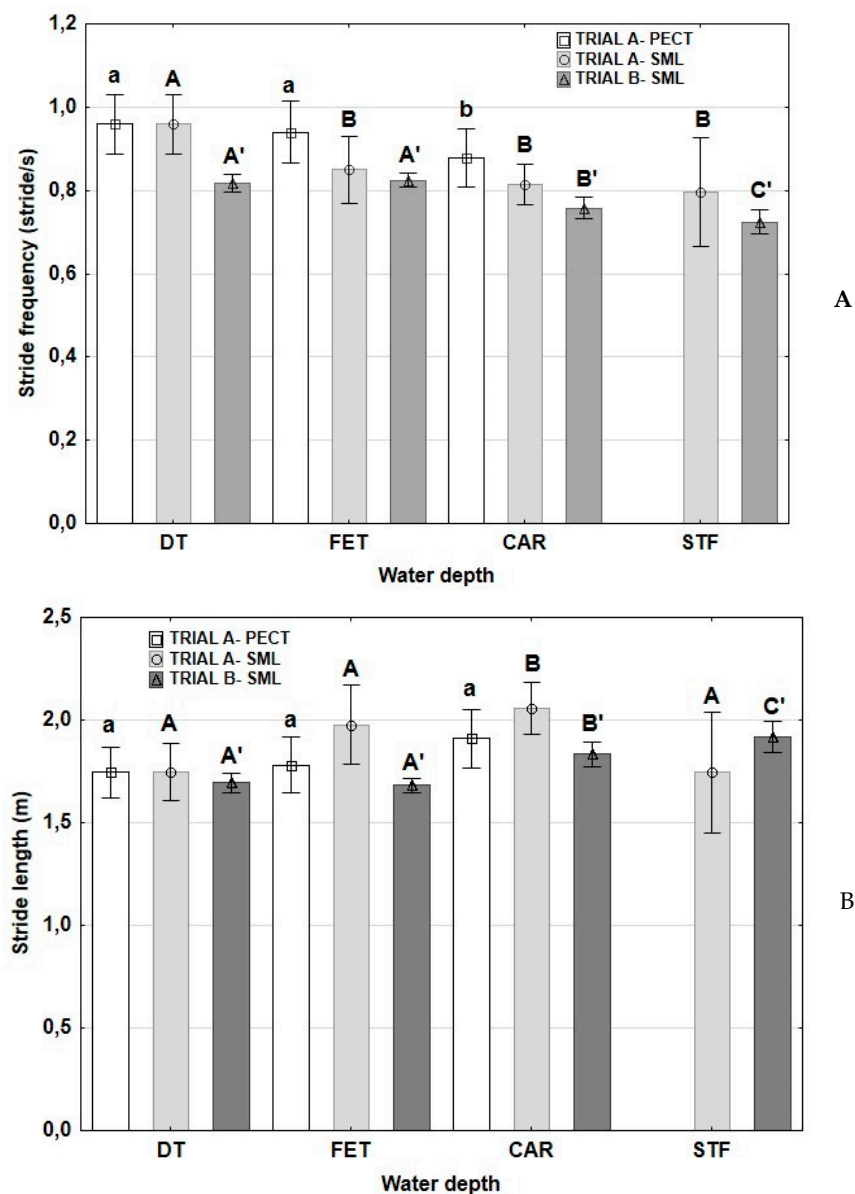 1,2
1,0
0,8
0,6
0,4
0,2
0,0
Stride frequency (stride/s)
TRIAL A- PECT
TRIAL A- SML
TRIAL B- SML
a A A'
a B A'
b B B'
B C'
DT FET CAR STF
Water depth
A
2,5
2,0
1,5
1,0
0,5
0,0
Stride length (m)
TRIAL A- PECT
TRIAL A- SML
TRIAL B- SML
a A A'
a A A'
a B B'
A C'
DT FET CAR STF
Water depth
B